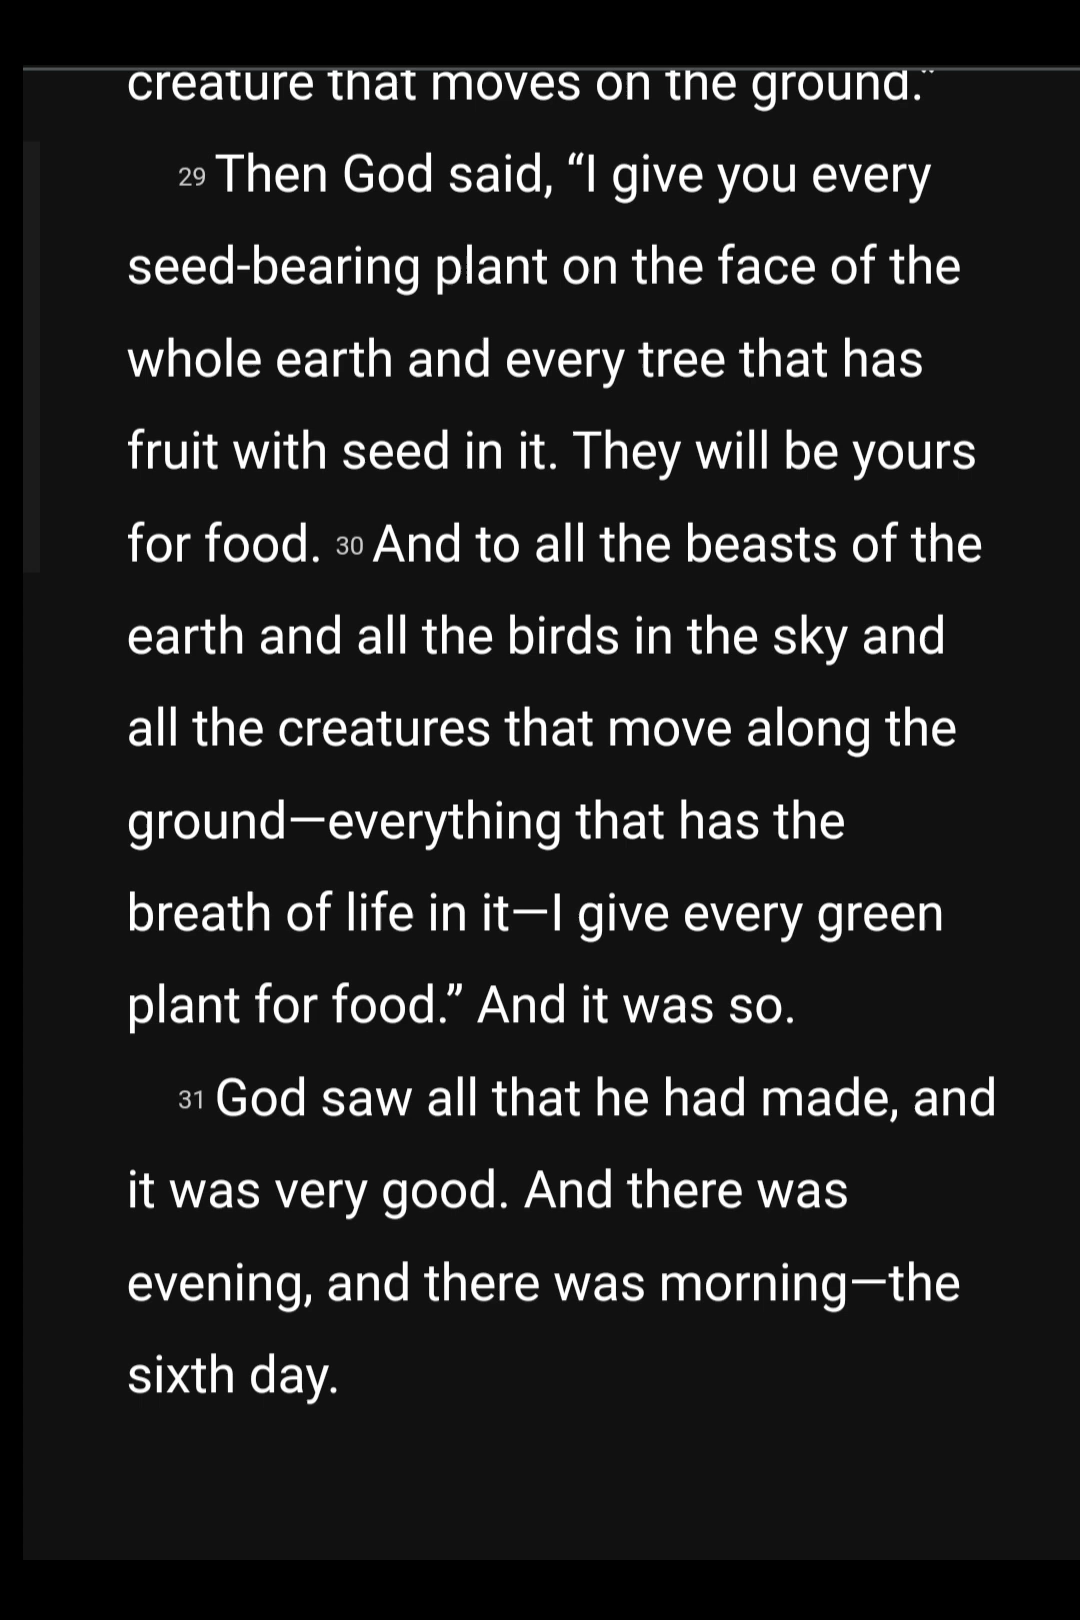 creature that moves on the ground.”
29 Then God said, “I give you every
seed-bearing plant on the face of the
whole earth and every tree that has
fruit with seed in it. They will be yours
for food. 30 And to all the beasts of the
earth and all the birds in the sky and
all the creatures that move along the
ground—everything that has the
breath of life in it—I give every green
plant for food.” And it was so.
31 God saw all that he had made, and
it was very good. And there was
evening, and there was morning—the
sixth day.